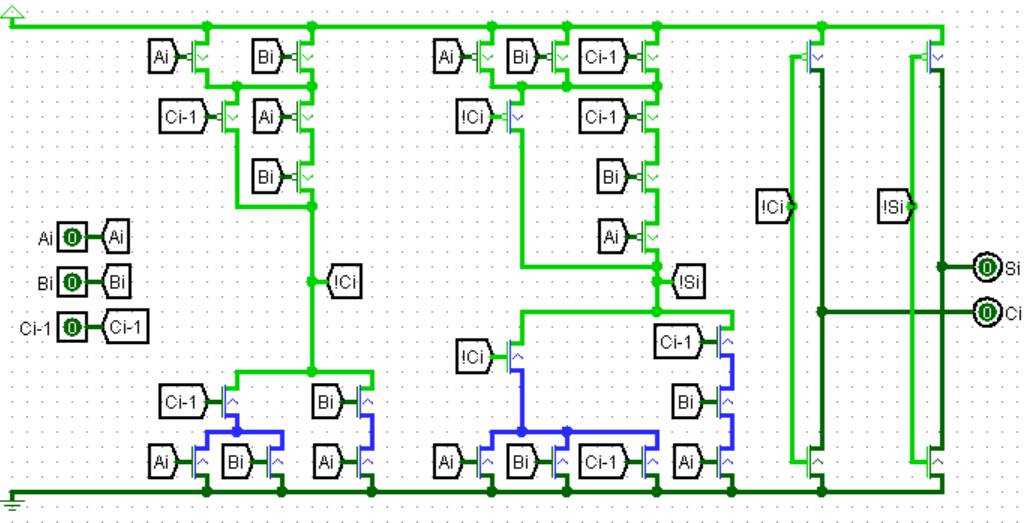 Ai Bi Ai Bi Ci-1
Ci-1 Ai !Ci Ci-1
Bi Bi
!Ci !Si
Ai 0 Ai Ai
Bi 0 Bi !Ci !Si 0 Si
Ci-1 0 Ci-1 0 Ci
!Ci Ci-1
Ci-1 Bi Bi
Ai Bi Ai Ai Bi Ci-1 Ai